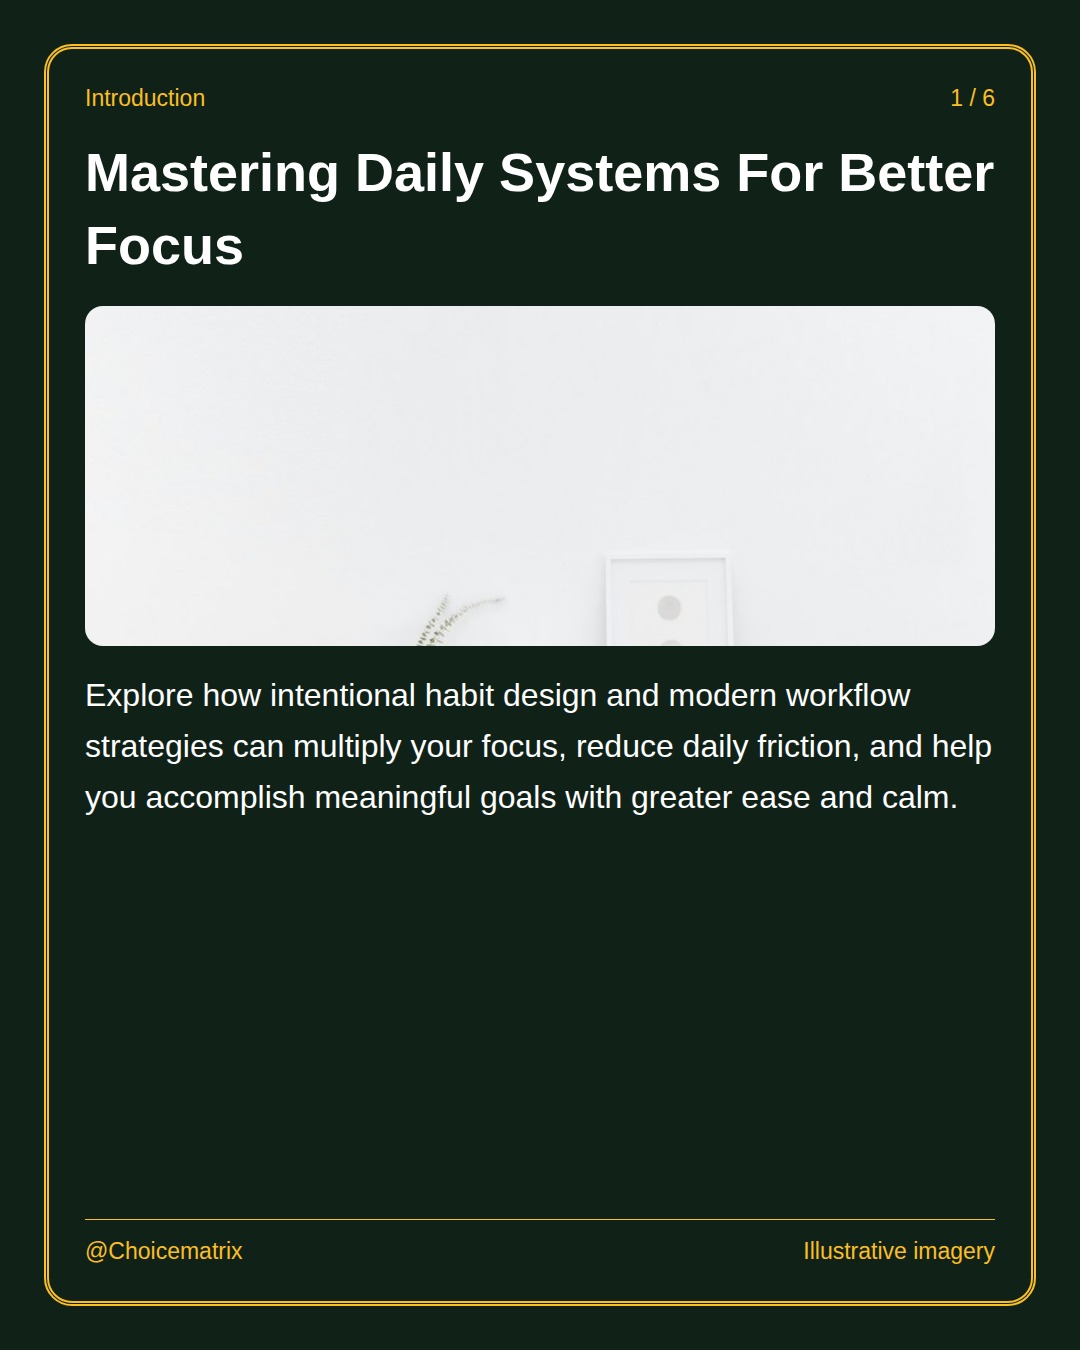 Introduction
1 / 6
Mastering Daily Systems For Better
Focus
Explore how intentional habit design and modern workflow
strategies can multiply your focus, reduce daily friction, and help
you accomplish meaningful goals with greater ease and calm.
@Choicematrix
Illustrative imagery